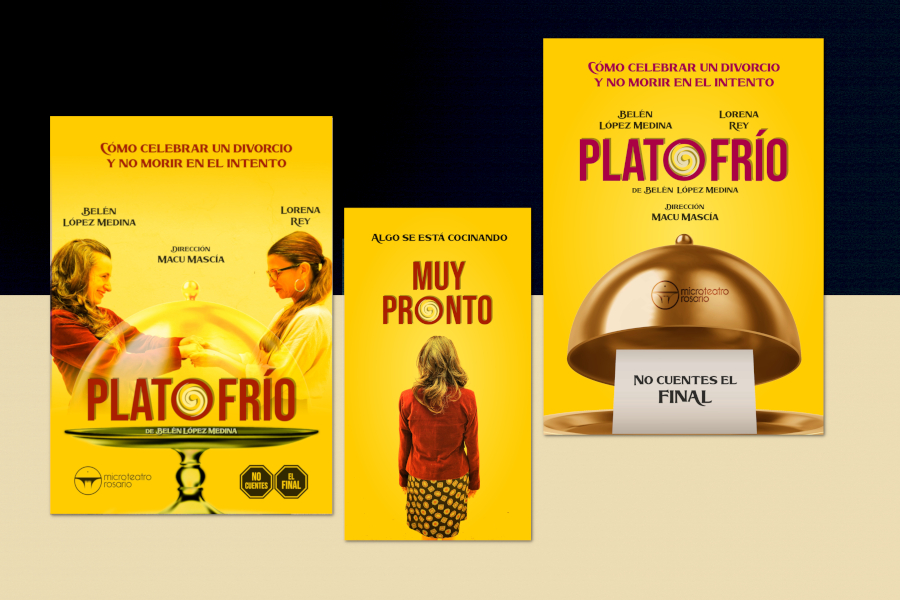 CÓMO CELEBRAR UN DIVORCIO
Y NO MORIR EN EL INTENTO
BELÉN
LÓPEZ MEDINA
LORENA
REY
DIRECCIÓN
MACU MASCÍA
PLATO FRÍO
DE BELÉN LÓPEZ MEDINA
microteatro
rosario
NO
CUENTES
EL
FINAL
ALGO SE ESTÁ COCINANDO
MUY
PRONTO
CÓMO CELEBRAR UN DIVORCIO
Y NO MORIR EN EL INTENTO
BELÉN
LÓPEZ MEDINA
LORENA
REY
PLATO FRÍO
DE BELÉN LÓPEZ MEDINA
DIRECCIÓN
MACU MASCÍA
microteatro
rosario
NO CUENTES EL
FINAL